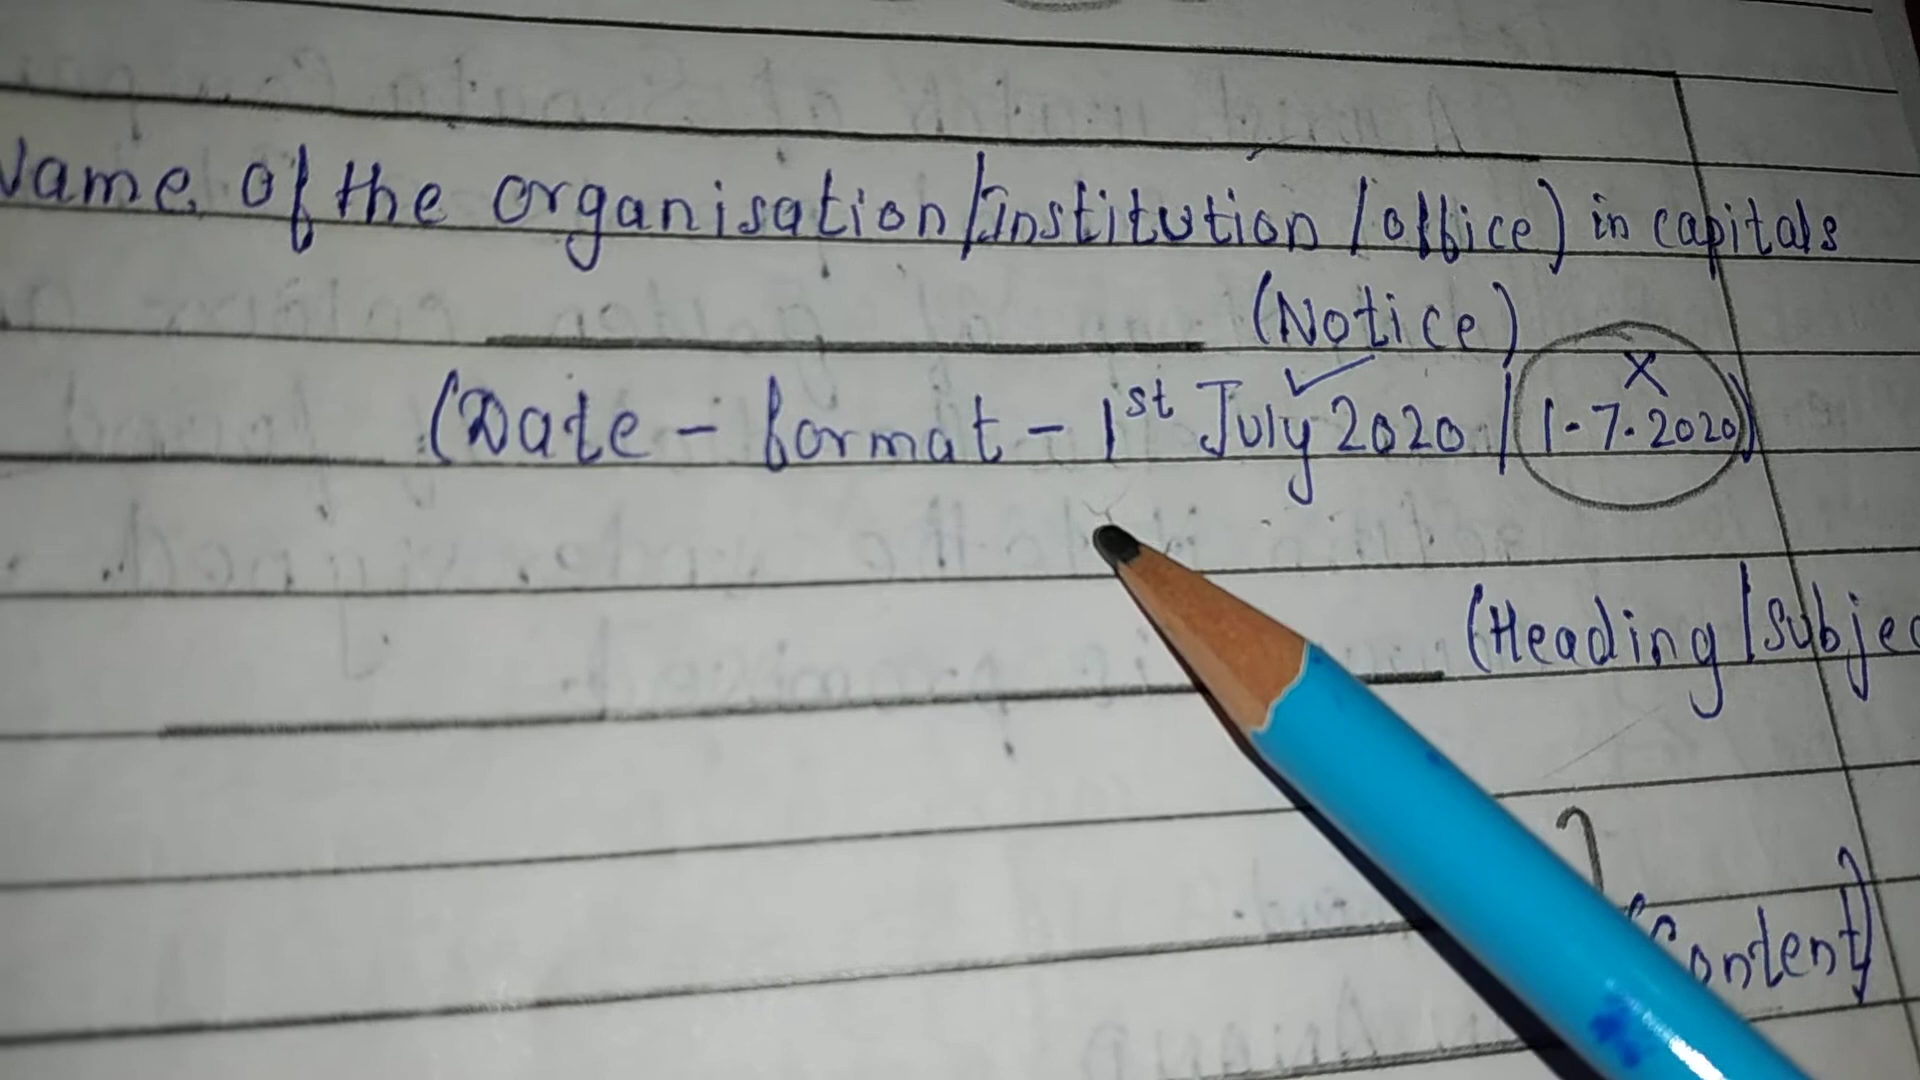 Name of the organisation/institution/office) in capitals
(Notice)
(Date - format - 1st July 2020 / 1.7.2020)
(Heading/Subjec
(Content)